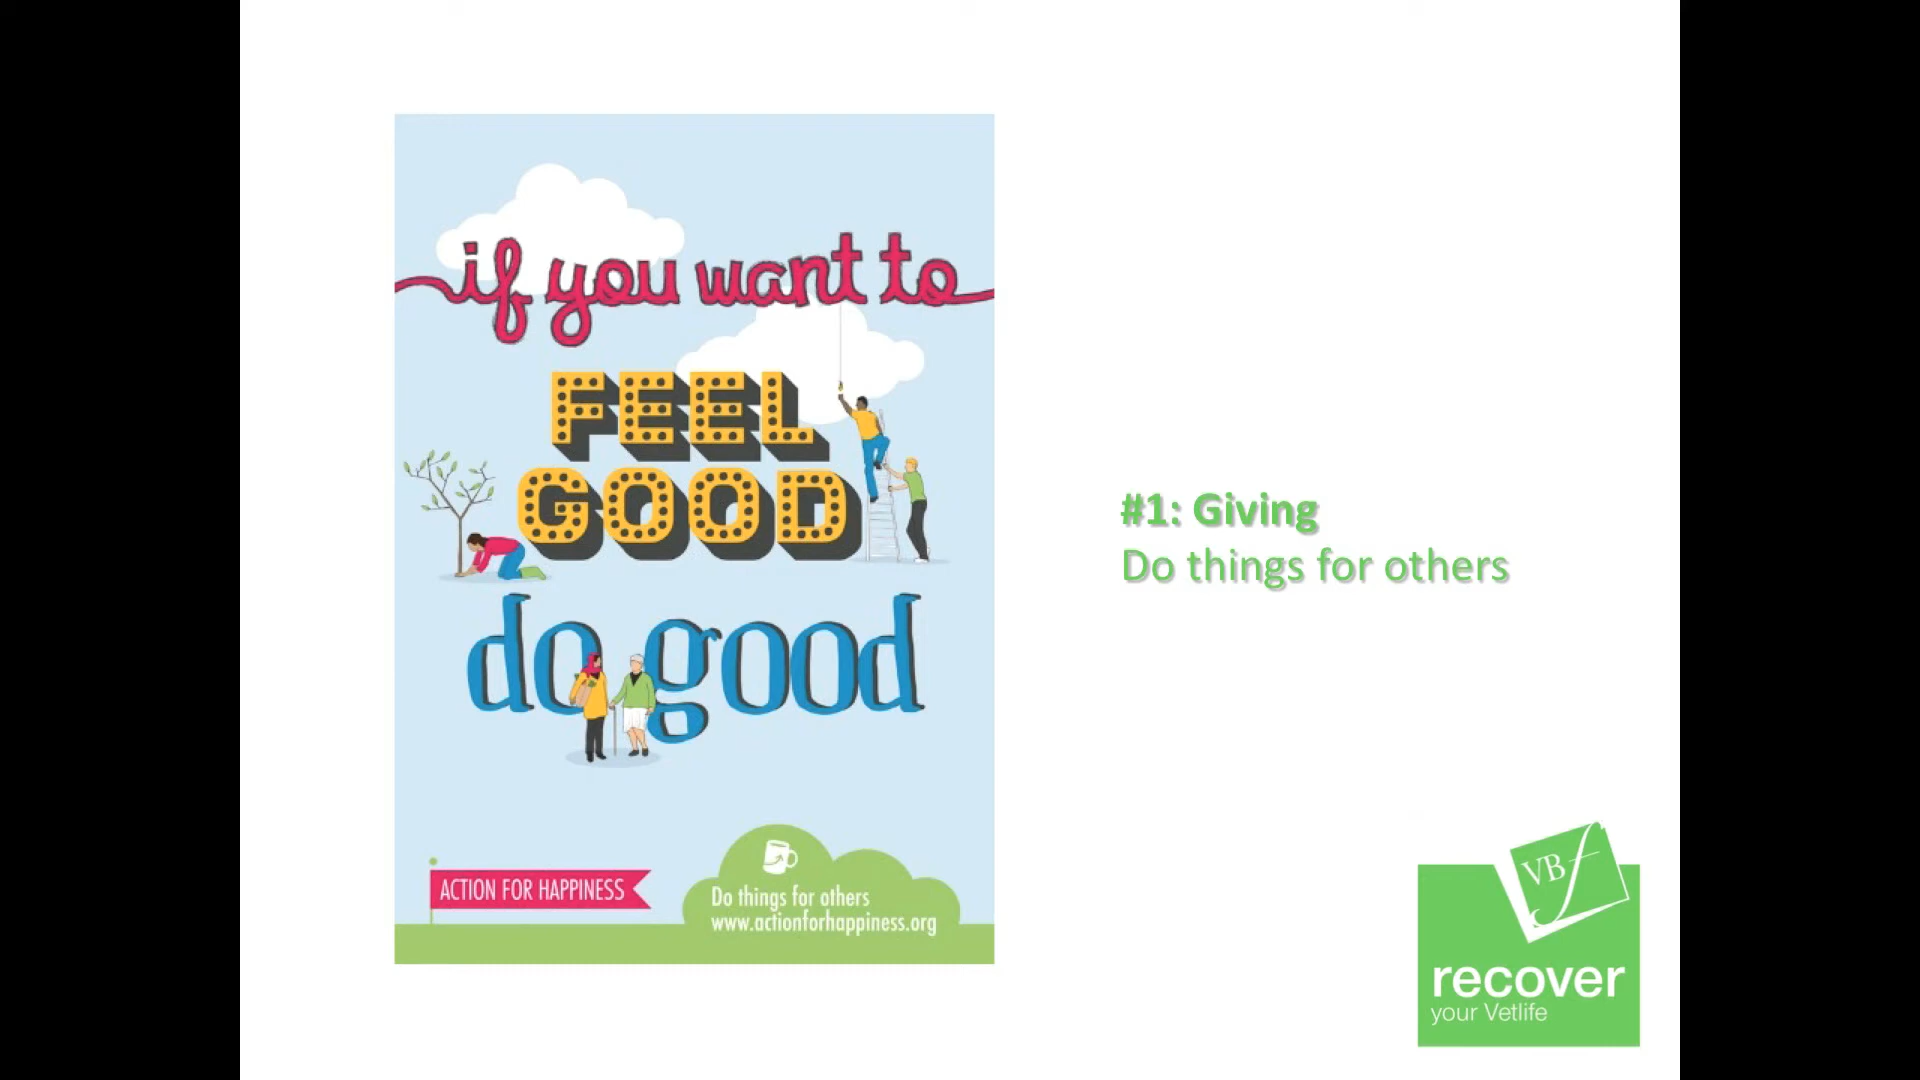 if you want to
FEEL
GOOD
do good
ACTION FOR HAPPINESS
Do things for others
www.actionforhappiness.org
#1: Giving
Do things for others
VBf
recover
your Vetlife